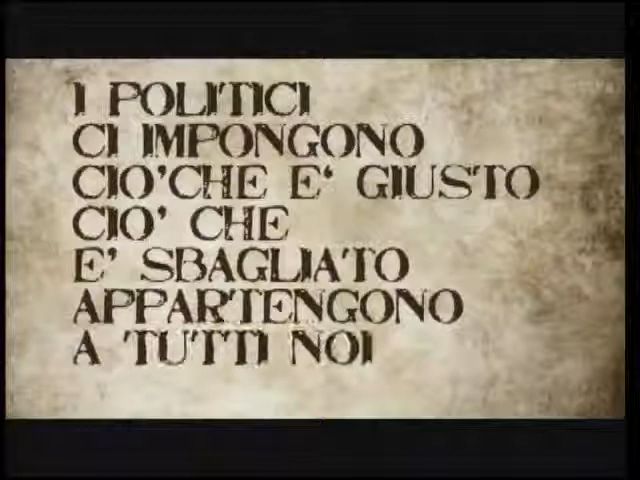 I POLITICI
CI IMPONGONO
CIO'CHE E' GIUSTO
CIO' CHE
E' SBAGLIATO
APPARTENGONO
A TUTTI NOI